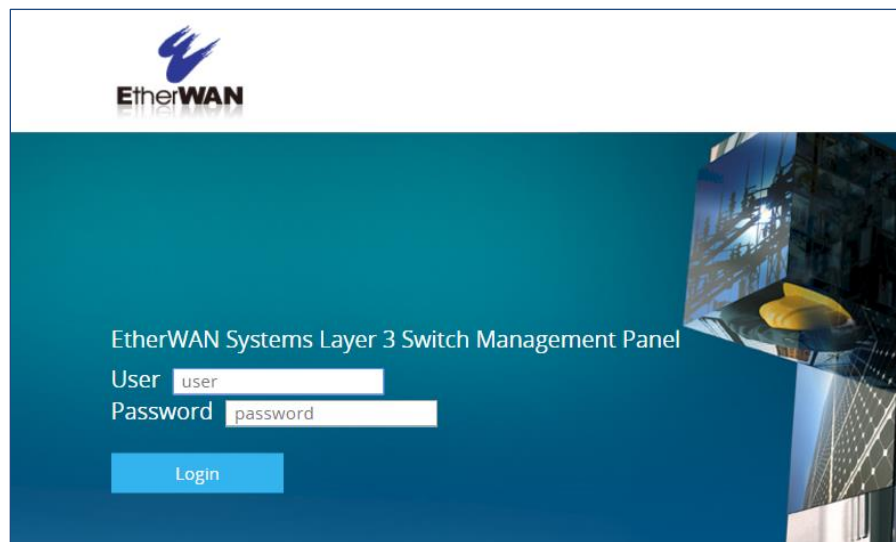 EtherWAN
EtherWAN Systems Layer 3 Switch Management Panel
User user
Password password
Login